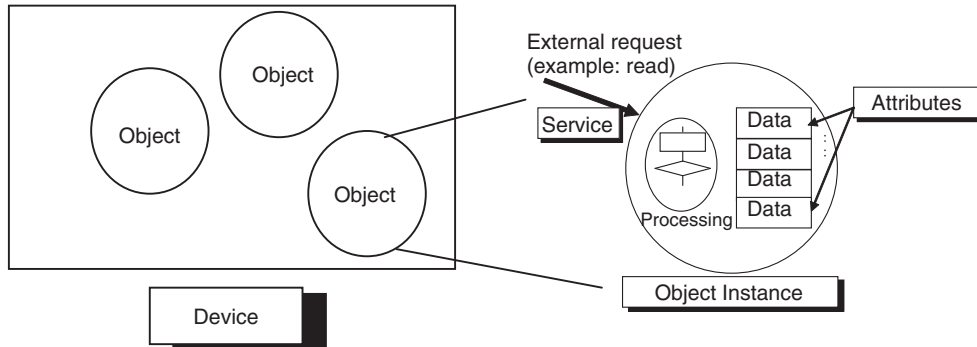 Object
Object
Object
Device
External request
(example: read)
Service
Processing
Data
Data
Data
Data
Attributes
Object Instance